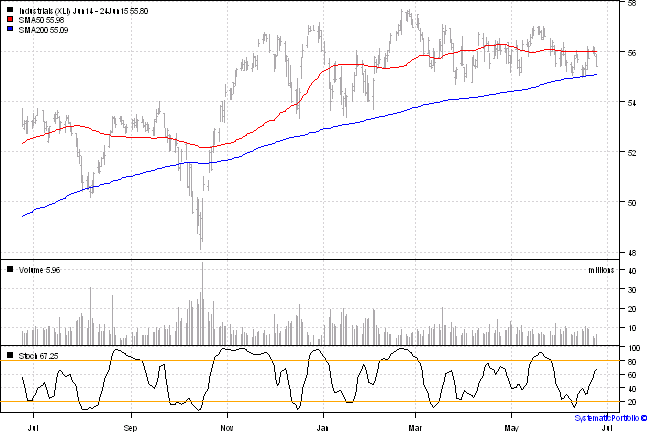 Industrials (XLI) Jun14 - 24Jun15 55.80
SMA50 55.98
SMA200 55.09
58
56
54
52
50
48
Volume 5.96
millions
40
30
20
10
Stoch 67.25
100
80
60
40
20
Jul
Sep
Nov
Jan
Mar
May
Jul
SystematicPortfolio ©